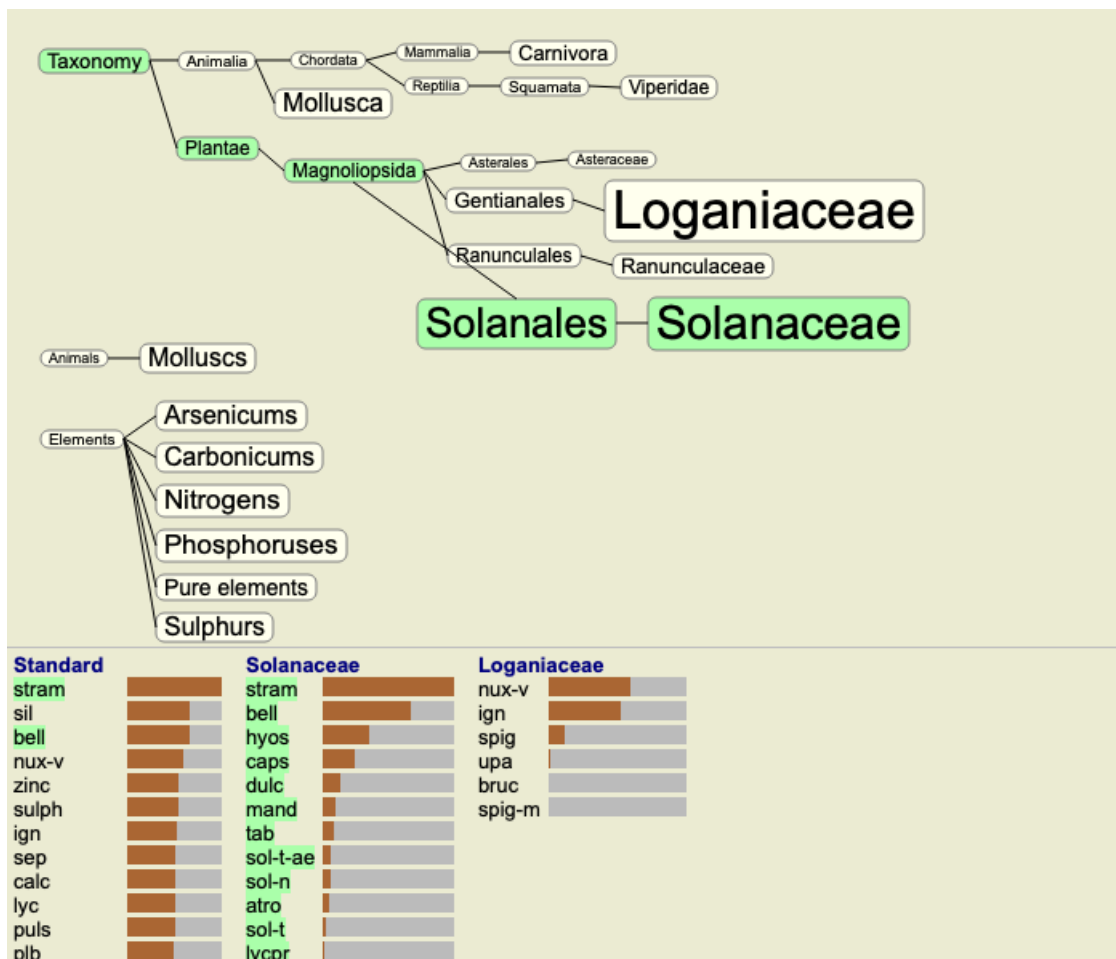 Taxonomy
Animalia
Chordata
Mammalia
Carnivora
Reptilia
Squamata
Viperidae
Mollusca
Plantae
Magnoliopsida
Asterales
Asteraceae
Gentianales
Loganiaceae
Ranunculales
Ranunculaceae
Solanales
Solanaceae
Animals
Molluscs
Elements
Arsenicums
Carbonicums
Nitrogens
Phosphoruses
Pure elements
Sulphurs
Standard
stram
sil
bell
nux-v
zinc
sulph
ign
sep
calc
lyc
puls
plb
Solanaceae
stram
bell
hyos
caps
dulc
mand
tab
sol-t-ae
sol-n
atro
sol-t
lycpr
Loganiaceae
nux-v
ign
spig
upa
bruc
spig-m